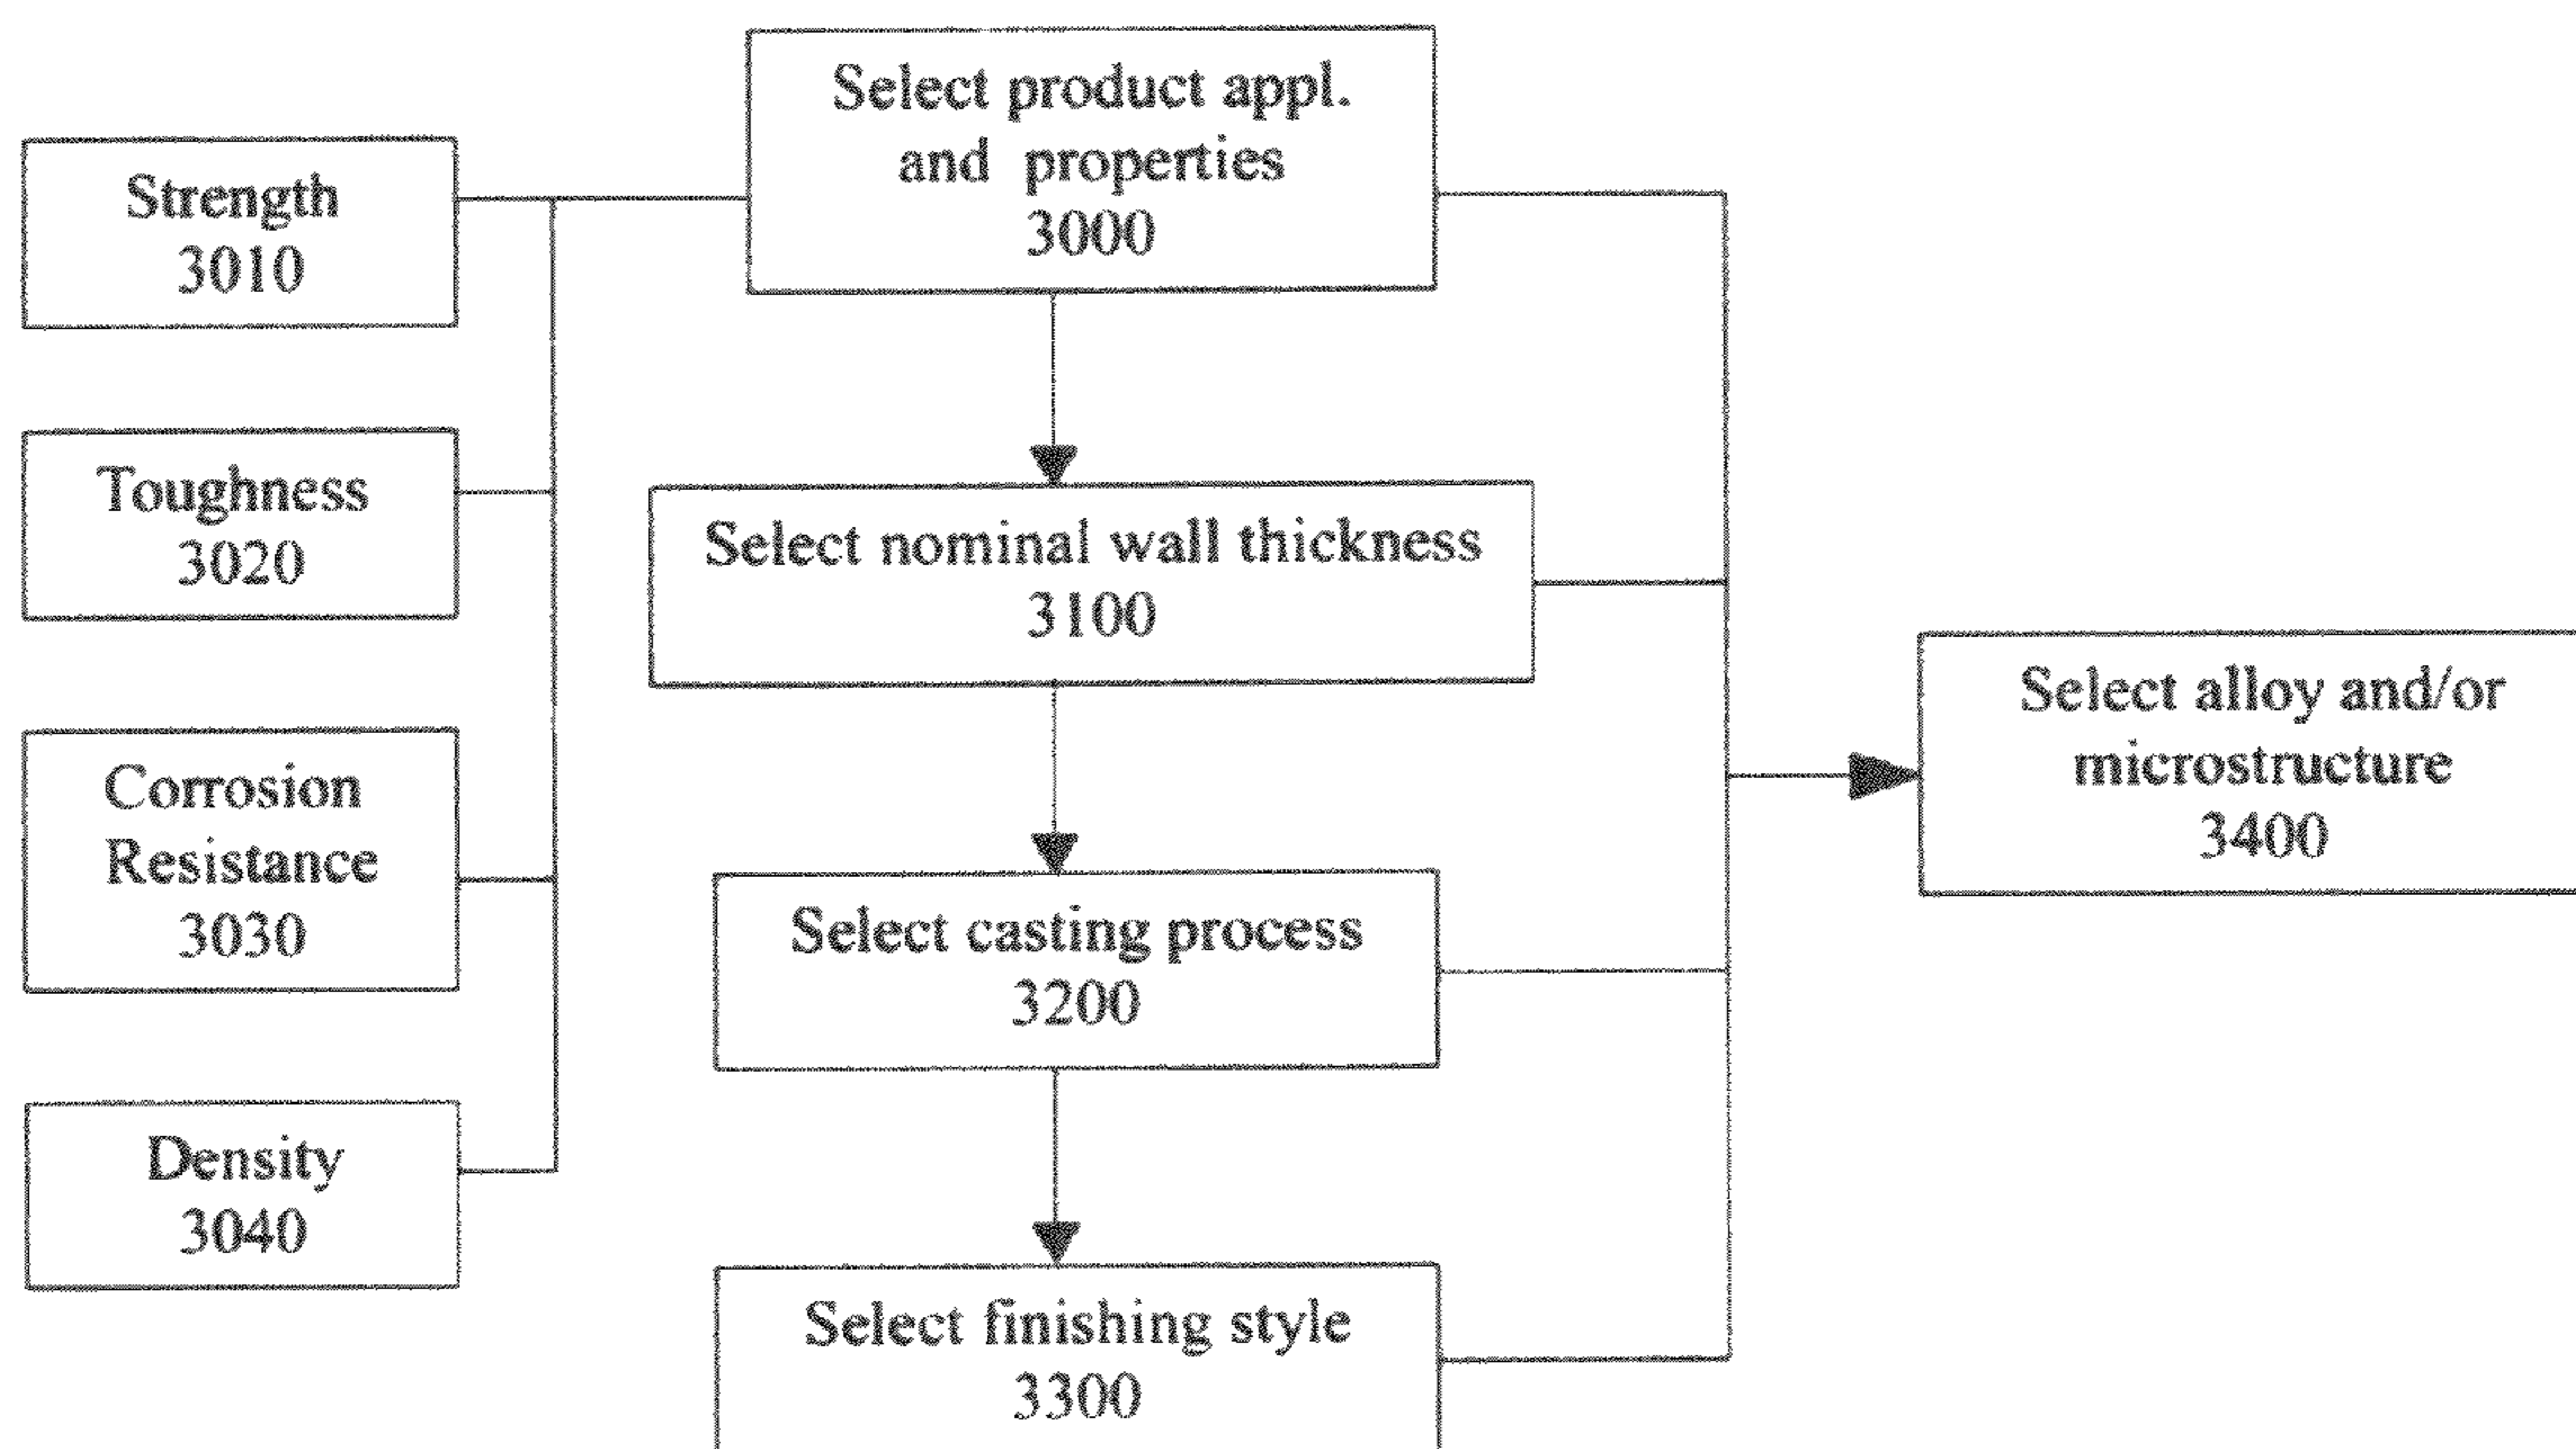 Select product appl.
and properties
3000
Strength
3010
Toughness
3020
Corrosion
Resistance
3030
Density
3040
Select nominal wall thickness
3100
Select casting process
3200
Select finishing style
3300
Select alloy and/or
microstructure
3400